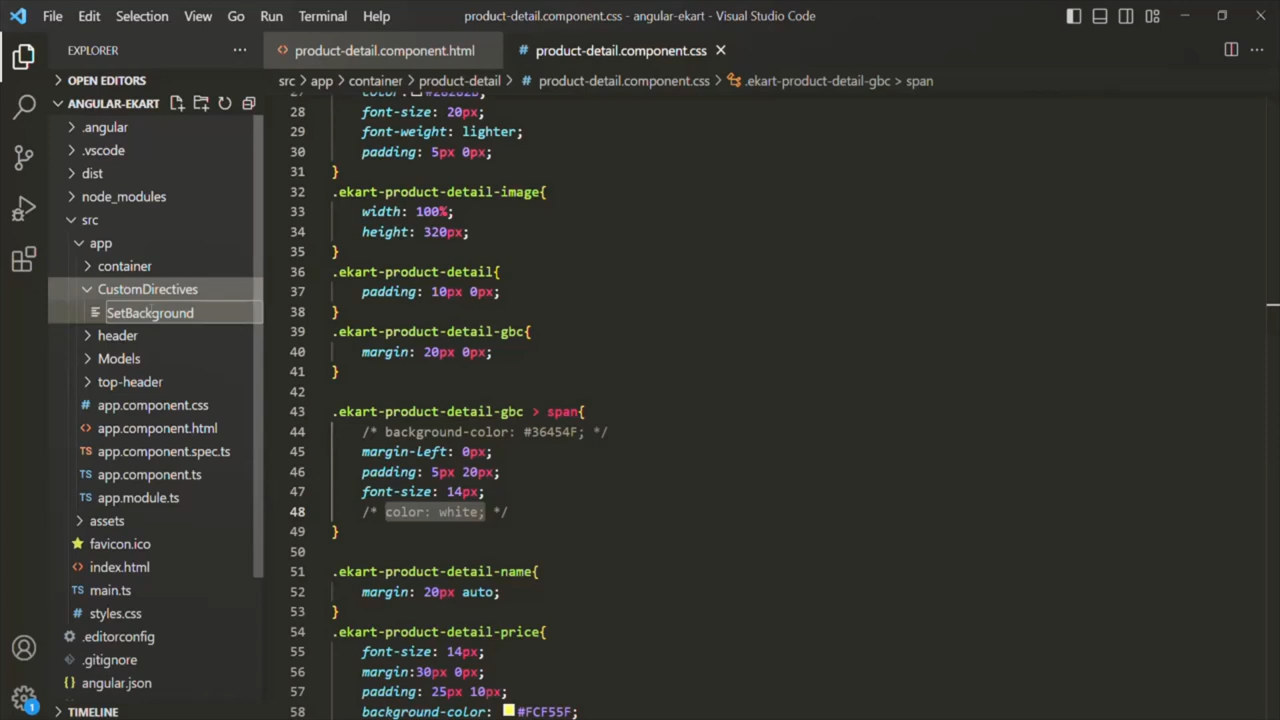 File Edit Selection View Go Run Terminal Help
product-detail.component.css - angular-ekart - Visual Studio Code
EXPLORER
product-detail.component.html
product-detail.component.css
OPEN EDITORS
src > app > container > product-detail > # product-detail.component.css > .ekart-product-detail-gbc > span
ANGULAR-EKART
.angular
.vscode
dist
node_modules
src
app
container
CustomDirectives
SetBackground
header
Models
top-header
# app.component.css
<> app.component.html
TS app.component.spec.ts
TS app.component.ts
TS app.module.ts
assets
favicon.ico
<> index.html
TS main.ts
# styles.css
.editorconfig
.gitignore
{} angular.json
TIMELINE
28 font-size: 20px;
29 font-weight: lighter;
30 padding: 5px 0px;
31 }
32 .ekart-product-detail-image{
33 width: 100%;
34 height: 320px;
35 }
36 .ekart-product-detail{
37 padding: 10px 0px;
38 }
39 .ekart-product-detail-gbc{
40 margin: 20px 0px;
41 }
42
43 .ekart-product-detail-gbc > span{
44 /* background-color: #36454F; */
45 margin-left: 0px;
46 padding: 5px 20px;
47 font-size: 14px;
48 /* color: white; */
49 }
50
51 .ekart-product-detail-name{
52 margin: 20px auto;
53 }
54 .ekart-product-detail-price{
55 font-size: 14px;
56 margin:30px 0px;
57 padding: 25px 10px;
58 background-color: #FCF55F;
1